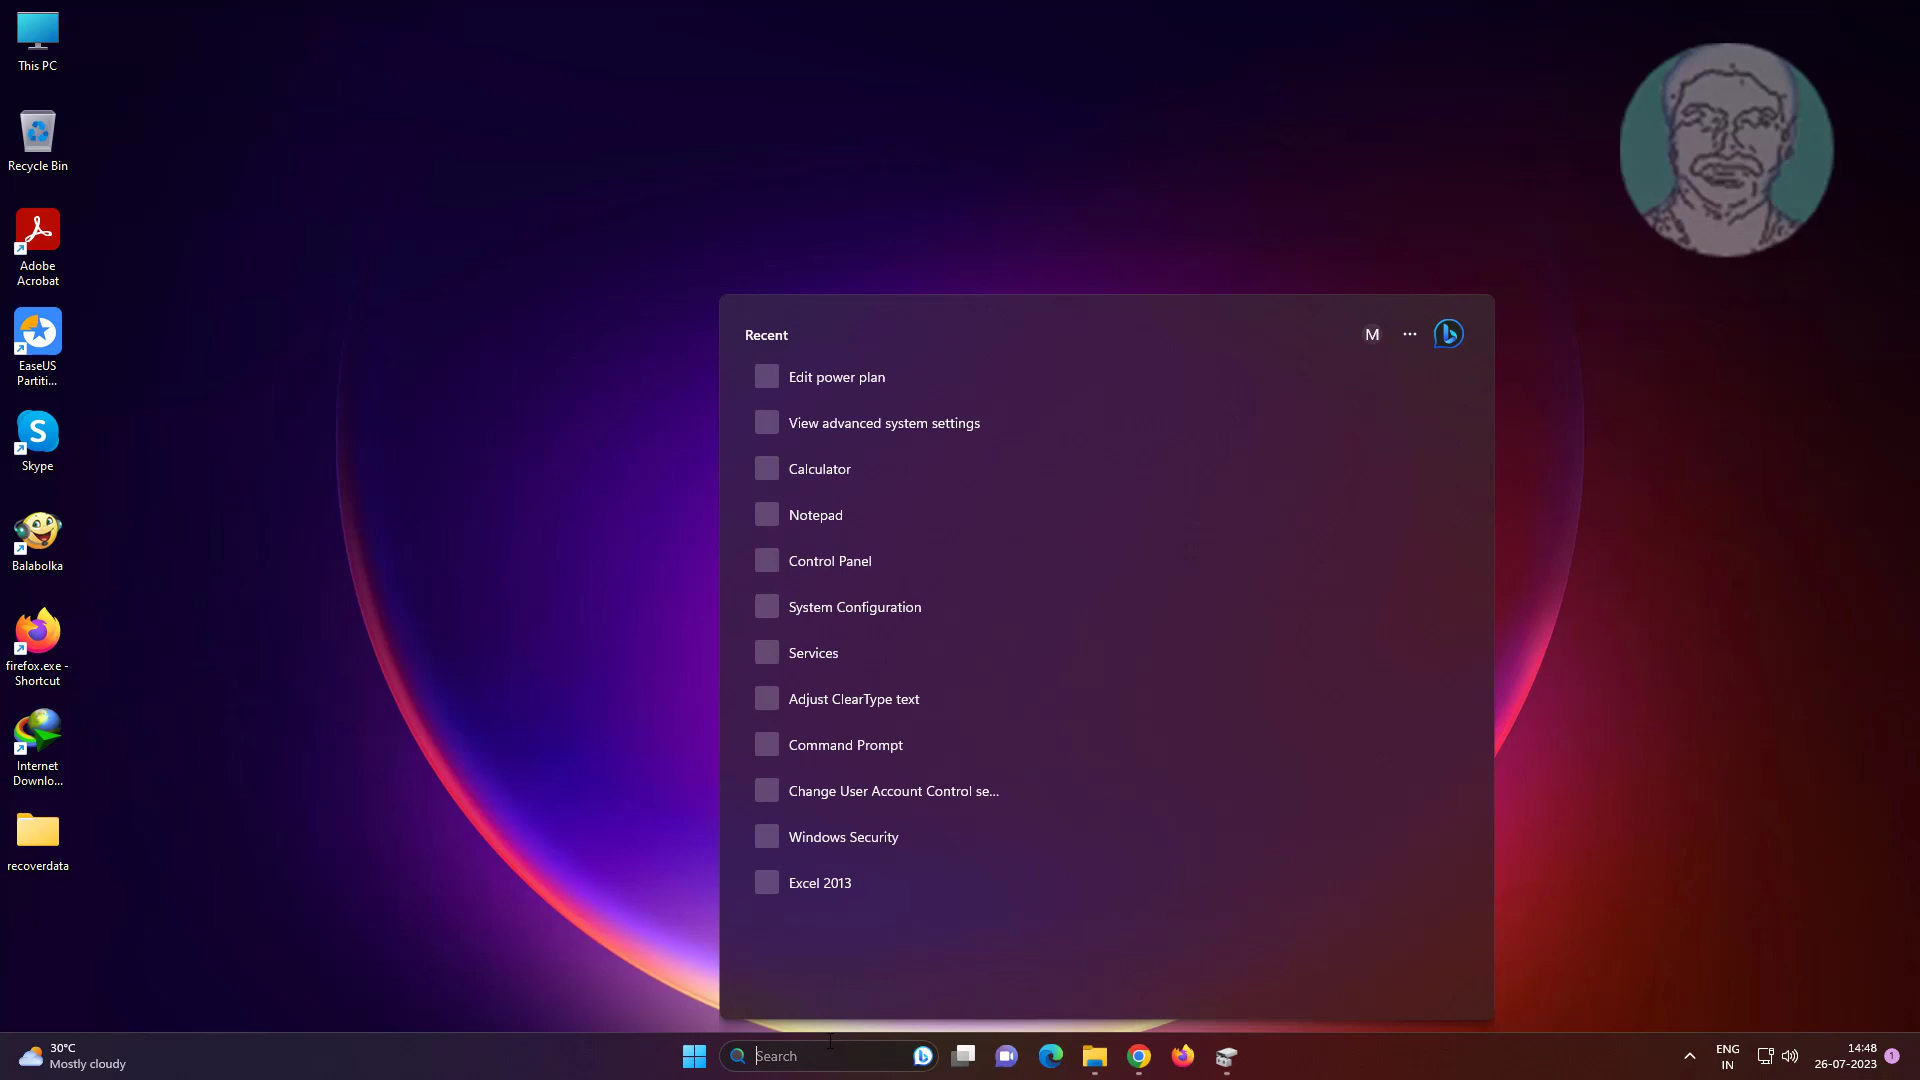 This PC
Recycle Bin
Adobe
Acrobat
EaseUS
Partiti...
Skype
Balabolka
firefox.exe -
Shortcut
Internet
Downlo...
recoverdata
Recent
M
Edit power plan
View advanced system settings
Calculator
Notepad
Control Panel
System Configuration
Services
Adjust ClearType text
Command Prompt
Change User Account Control se...
Windows Security
Excel 2013
30°C
Mostly cloudy
Search
ENG
IN
14:48
26-07-2023
1